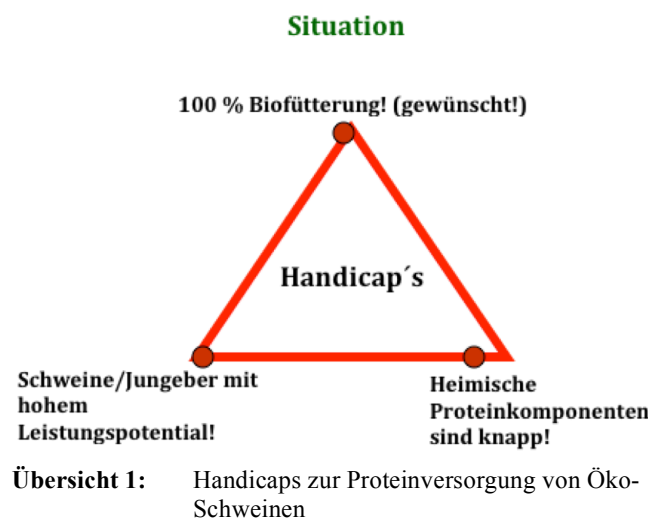 Situation
100 % Biofütterung! (gewünscht!)
Handicap´s
Schweine/Jungeber mit
hohem
Leistungspotential!
Heimische
Proteinkomponenten
sind knapp!
Übersicht 1: Handicaps zur Proteinversorgung von Öko-
Schweinen